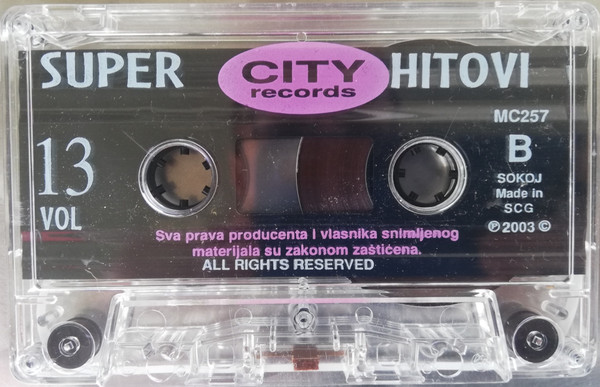 SUPER CITY records HITOVI
MC257
13
VOL
B
SOKOJ
Made in
SCG
℗ 2003 ©
Sva prava producenta i vlasnika snimljenog
materijala su zakonom zaštićena.
ALL RIGHTS RESERVED